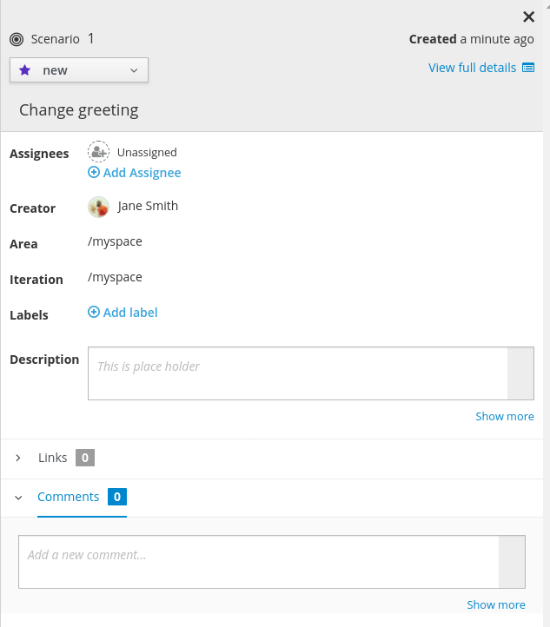 Scenario 1
Created a minute ago
new
View full details
Change greeting
Assignees Unassigned
Add Assignee
Creator Jane Smith
Area /myspace
Iteration /myspace
Labels Add label
Description This is place holder
Show more
Links 0
Comments 0
Add a new comment...
Show more